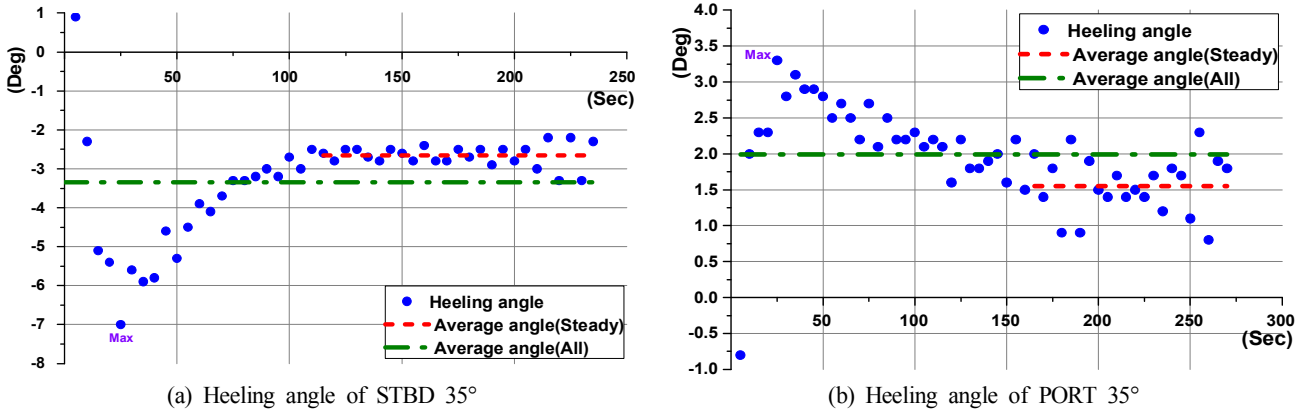 1
0
50
100
150
200
250
(Sec)
(Deg)
-1
-2
-3
-4
-5
-6
-7
-8
Max
Heeling angle
Average angle(Steady)
Average angle(All)
(a) Heeling angle of STBD 35°
4.0
3.5
3.0
2.5
2.0
1.5
1.0
0.5
0.0
-0.5
-1.0
(Deg)
Max
Heeling angle
Average angle(Steady)
Average angle(All)
50
100
150
200
250
300
(Sec)
(b) Heeling angle of PORT 35°